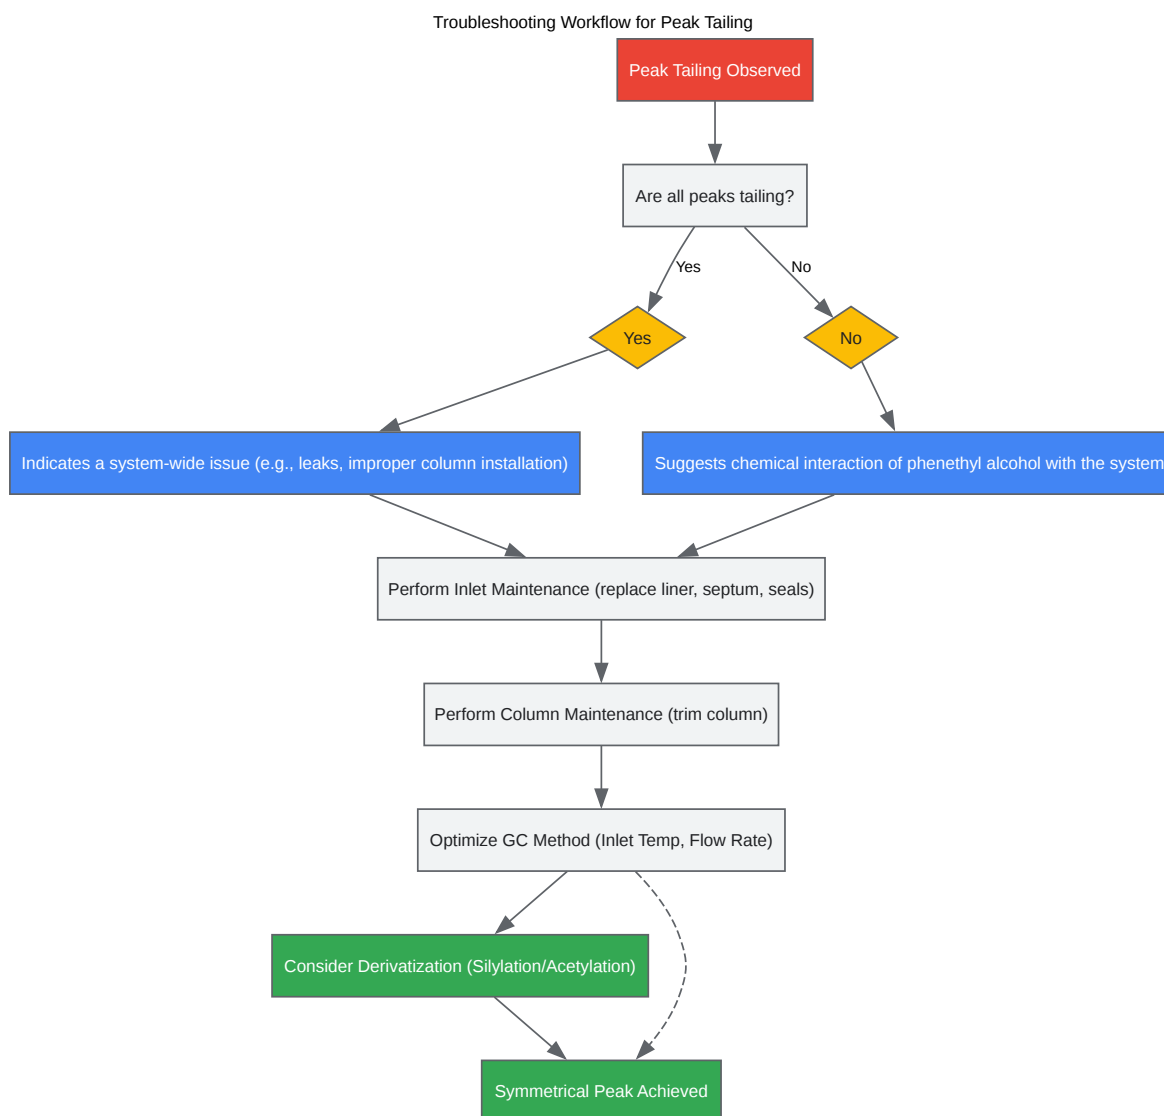 Troubleshooting Workflow for Peak Tailing
Peak Tailing Observed
Are all peaks tailing?
Yes
No
Yes
No
Indicates a system-wide issue (e.g., leaks, improper column installation)
Suggests chemical interaction of phenethyl alcohol with the system
Perform Inlet Maintenance (replace liner, septum, seals)
Perform Column Maintenance (trim column)
Optimize GC Method (Inlet Temp, Flow Rate)
Consider Derivatization (Silylation/Acetylation)
Symmetrical Peak Achieved